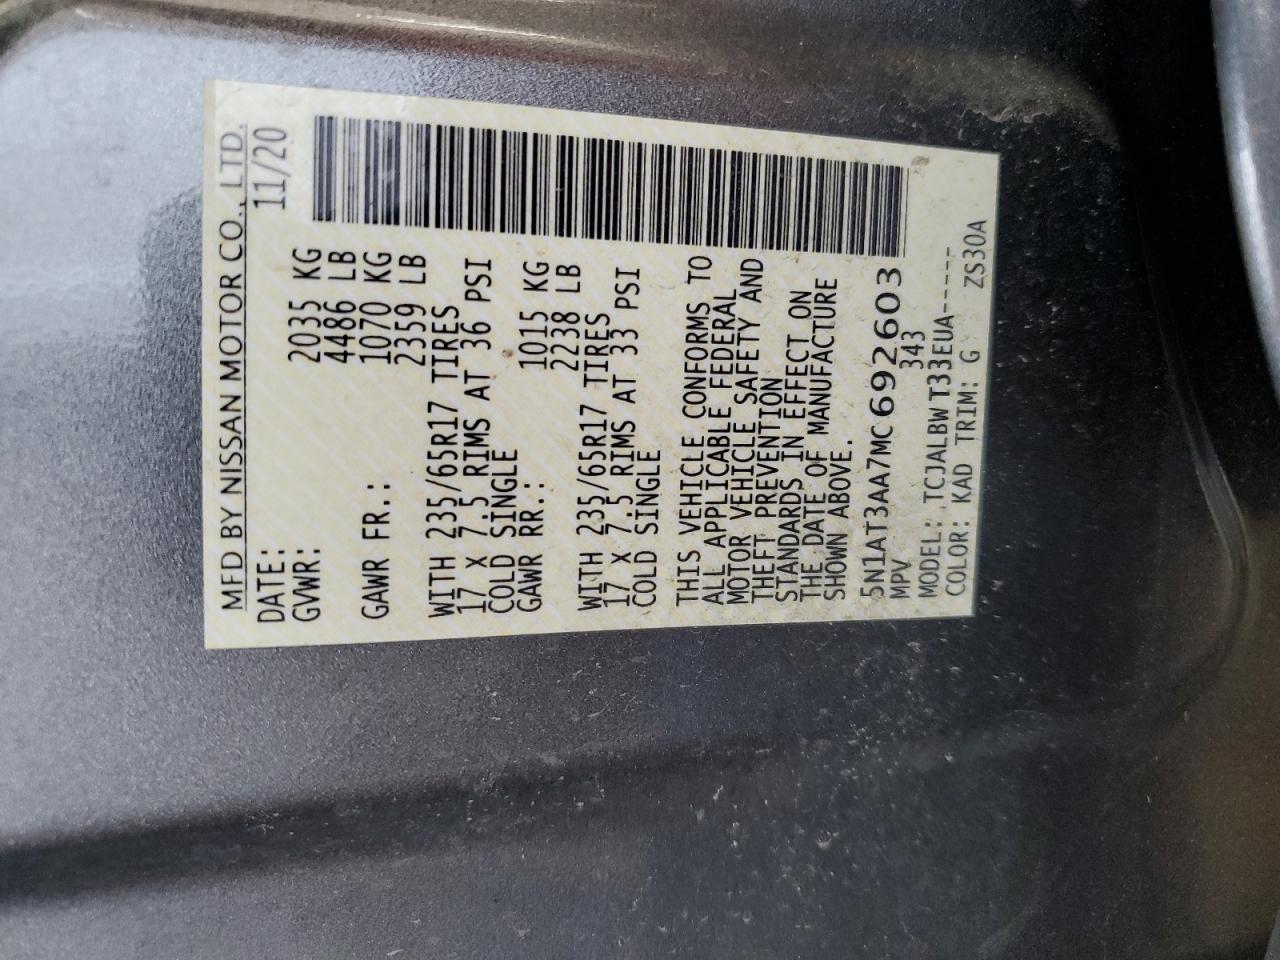 MFD BY NISSAN MOTOR CO., LTD.
DATE: 11/20
GVWR: 2035 KG
4486 LB
GAWR FR.: 1070 KG
2359 LB
WITH 235/65R17 TIRES
17 X 7.5 RIMS AT 36 PSI
COLD SINGLE
GAWR RR.: 1015 KG
2238 LB
WITH 235/65R17 TIRES
17 X 7.5 RIMS AT 33 PSI
COLD SINGLE
THIS VEHICLE CONFORMS TO
ALL APPLICABLE FEDERAL
MOTOR VEHICLE SAFETY AND
THEFT PREVENTION
STANDARDS IN EFFECT ON
THE DATE OF MANUFACTURE
SHOWN ABOVE.
5N1AT3AA7MC692603
MPV 343
MODEL: TCJALBWT33EUA-----
COLOR: KAD TRIM: G ZS30A